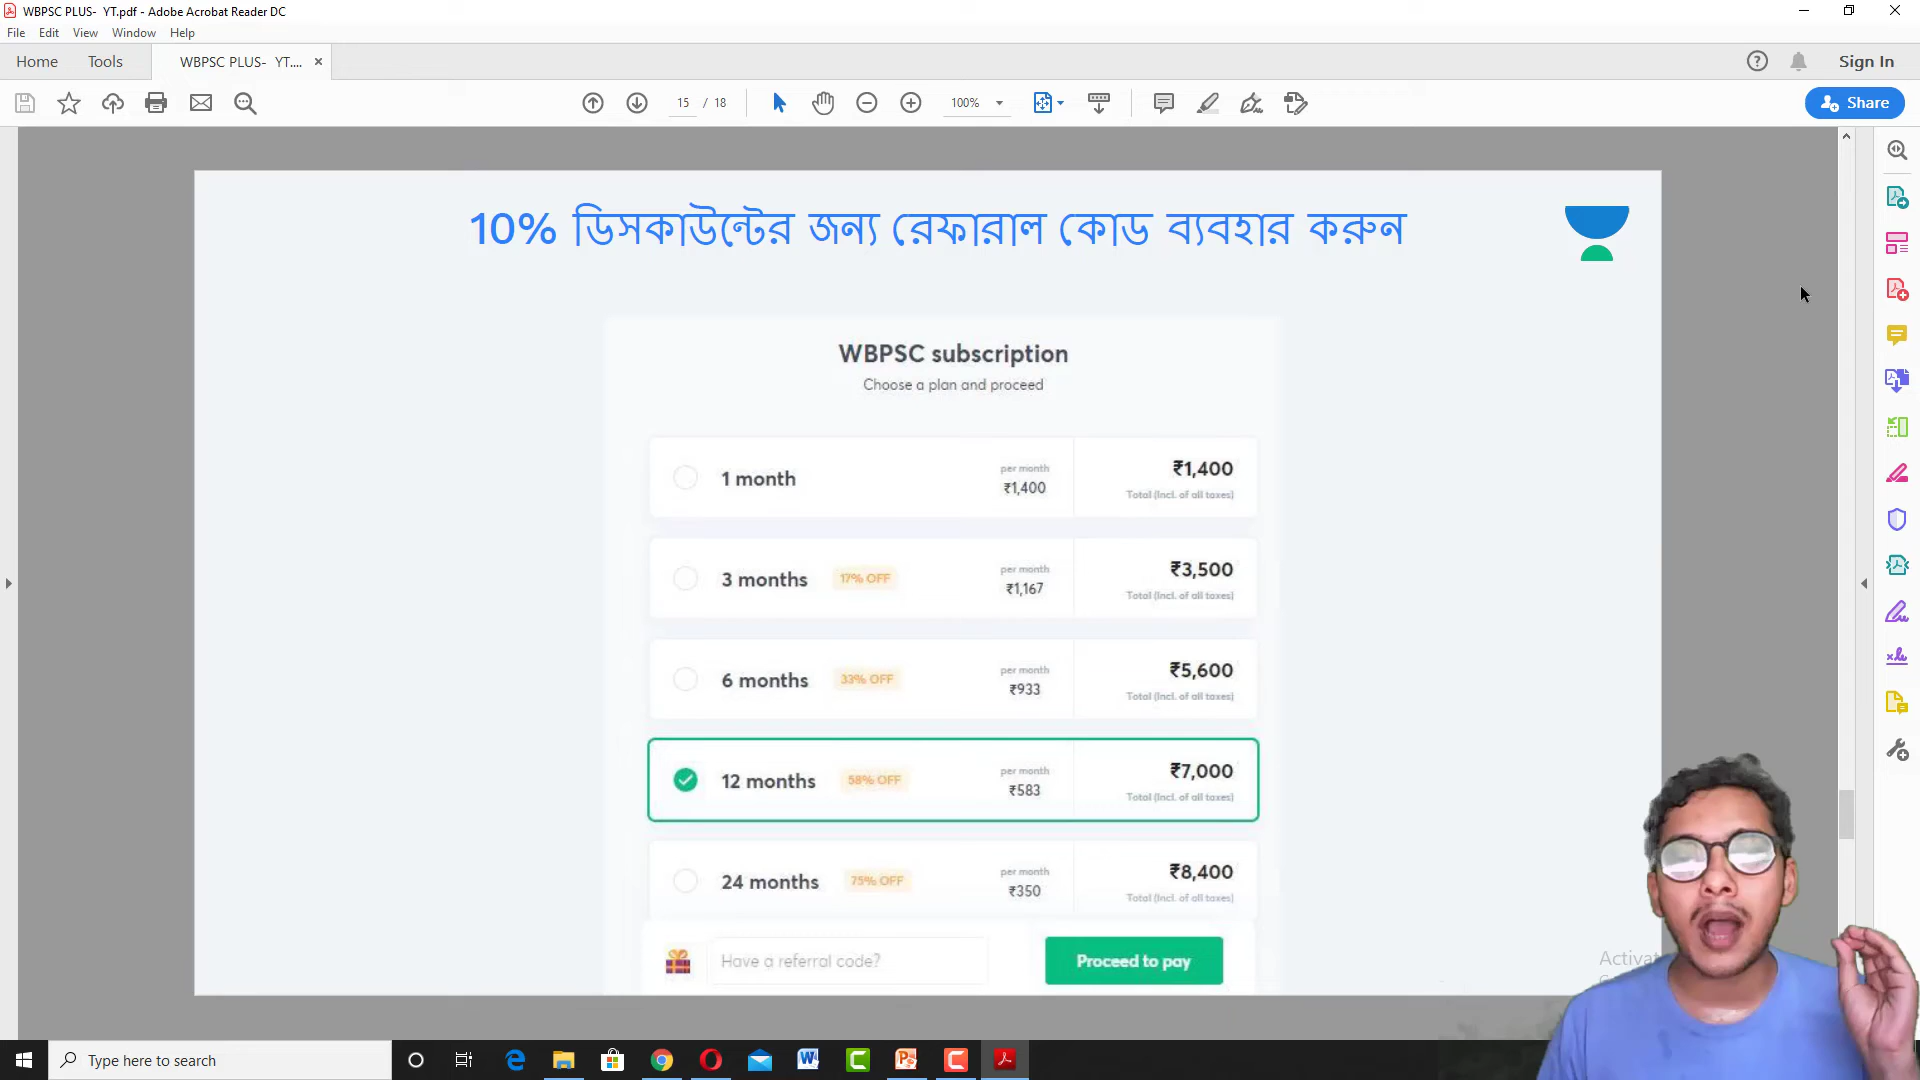 WBPSC PLUS-  YT.pdf - Adobe Acrobat Reader DC
File Edit View Window Help
Home Tools WBPSC PLUS-  YT.... × Sign In
15 / 18 100% Share
10% ডিসকাউন্টের জন্য রেফারাল কোড ব্যবহার করুন
WBPSC subscription
Choose a plan and proceed
1 month per month ₹1,400 ₹1,400 Total (Incl. of all taxes)
3 months 17% OFF per month ₹1,167 ₹3,500 Total (Incl. of all taxes)
6 months 33% OFF per month ₹933 ₹5,600 Total (Incl. of all taxes)
12 months 58% OFF per month ₹583 ₹7,000 Total (Incl. of all taxes)
24 months 75% OFF per month ₹350 ₹8,400 Total (Incl. of all taxes)
Have a referral code? Proceed to pay
Activat
Type here to search